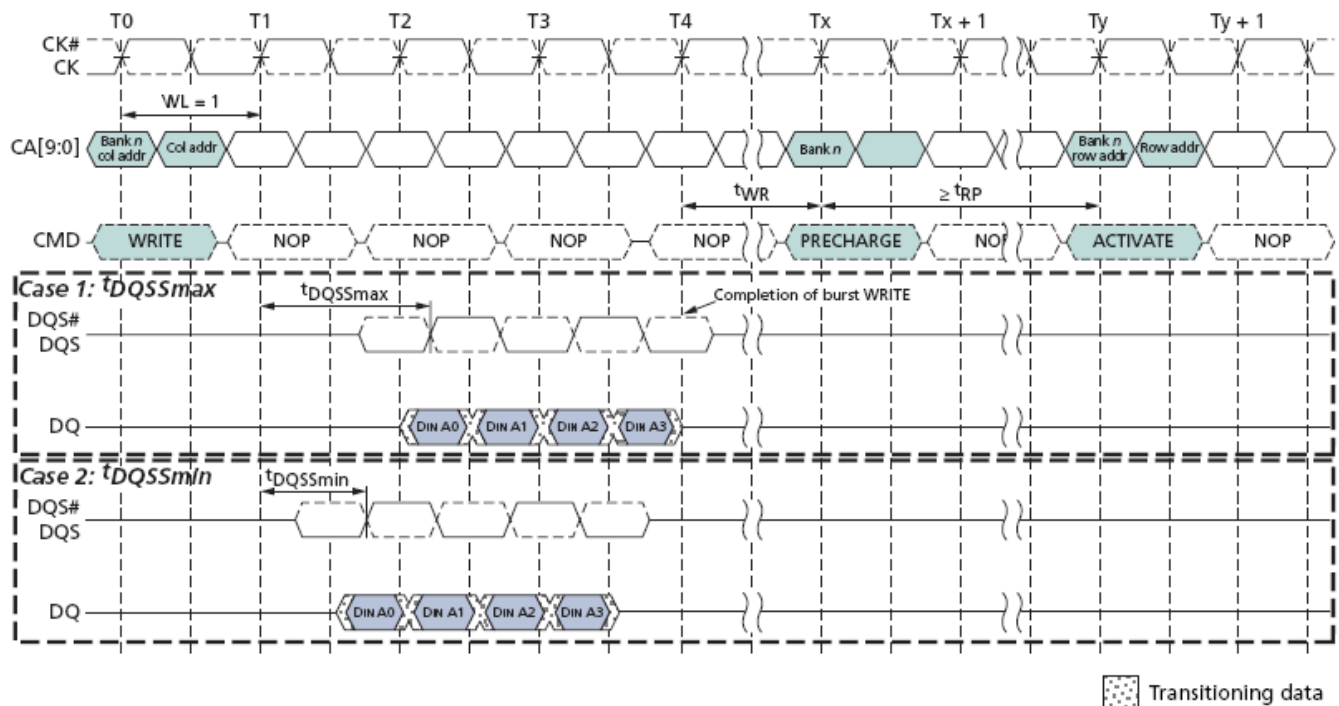 T0 T1 T2 T3 T4 Tx Tx + 1 Ty Ty + 1
CK#
CK
WL = 1
CA[9:0] Bank n col addr Col addr Bank n Bank n row addr Row addr
tWR ≥ tRP
CMD WRITE NOP NOP NOP NOP PRECHARGE NOP ACTIVATE NOP
Case 1: tDQSSmax
tDQSSmax Completion of burst WRITE
DQS#
DQS
DQ DIN A0 DIN A1 DIN A2 DIN A3
Case 2: tDQSSmin
tDQSSmin
DQS#
DQS
DQ DIN A0 DIN A1 DIN A2 DIN A3
Transitioning data